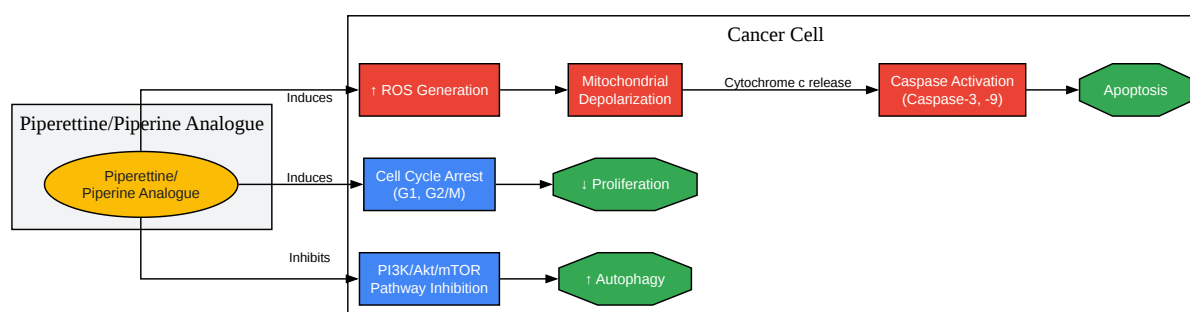 Cancer Cell
Piperettine/Piperine Analogue
Piperettine/
Piperine Analogue
Induces
↑ ROS Generation
Mitochondrial
Depolarization
Cytochrome c release
Caspase Activation
(Caspase-3, -9)
Apoptosis
Induces
Cell Cycle Arrest
(G1, G2/M)
↓ Proliferation
Inhibits
PI3K/Akt/mTOR
Pathway Inhibition
↑ Autophagy